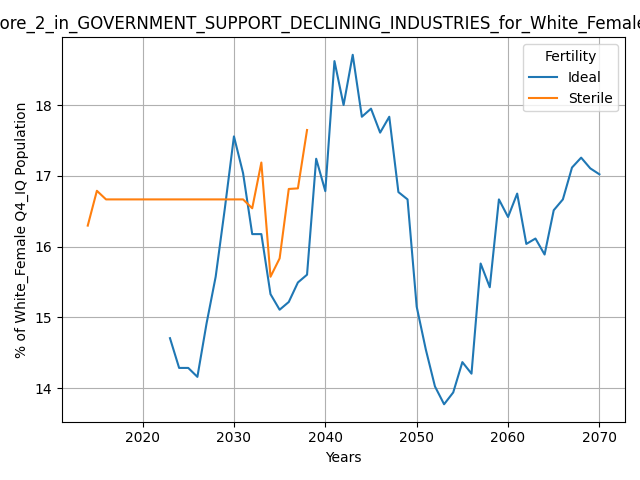 ore_2_in_GOVERNMENT_SUPPORT_DECLINING_INDUSTRIES_for_White_Female
Fertility
Ideal
Sterile
% of White_Female Q4_IQ Population
18
17
16
15
14
2020 2030 2040 2050 2060 2070
Years